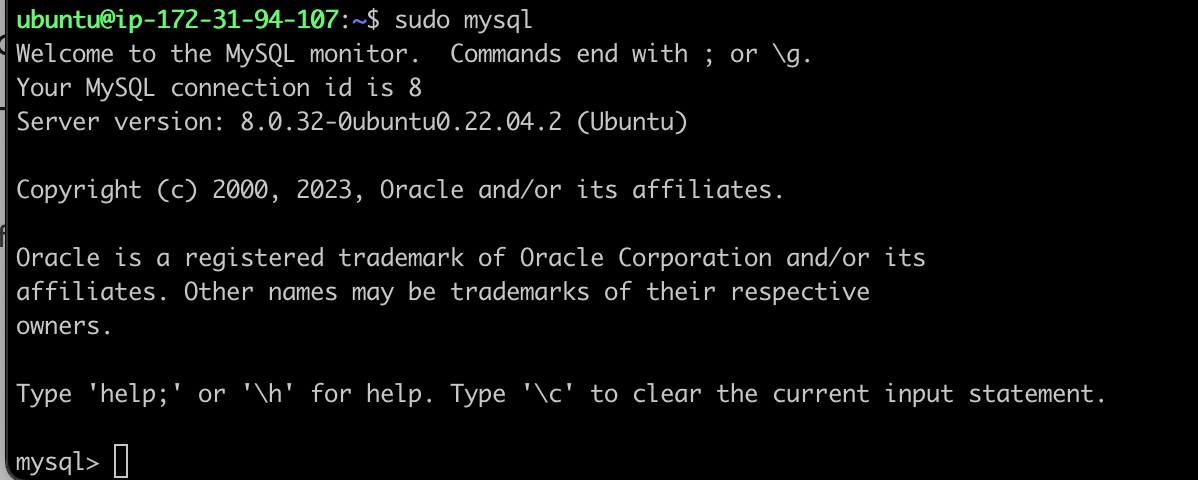 ubuntu@ip-172-31-94-107:~$ sudo mysql
Welcome to the MySQL monitor.  Commands end with ; or \g.
Your MySQL connection id is 8
Server version: 8.0.32-0ubuntu0.22.04.2 (Ubuntu)
Copyright (c) 2000, 2023, Oracle and/or its affiliates.
Oracle is a registered trademark of Oracle Corporation and/or its
affiliates. Other names may be trademarks of their respective
owners.
Type 'help;' or '\h' for help. Type '\c' to clear the current input statement.
mysql>